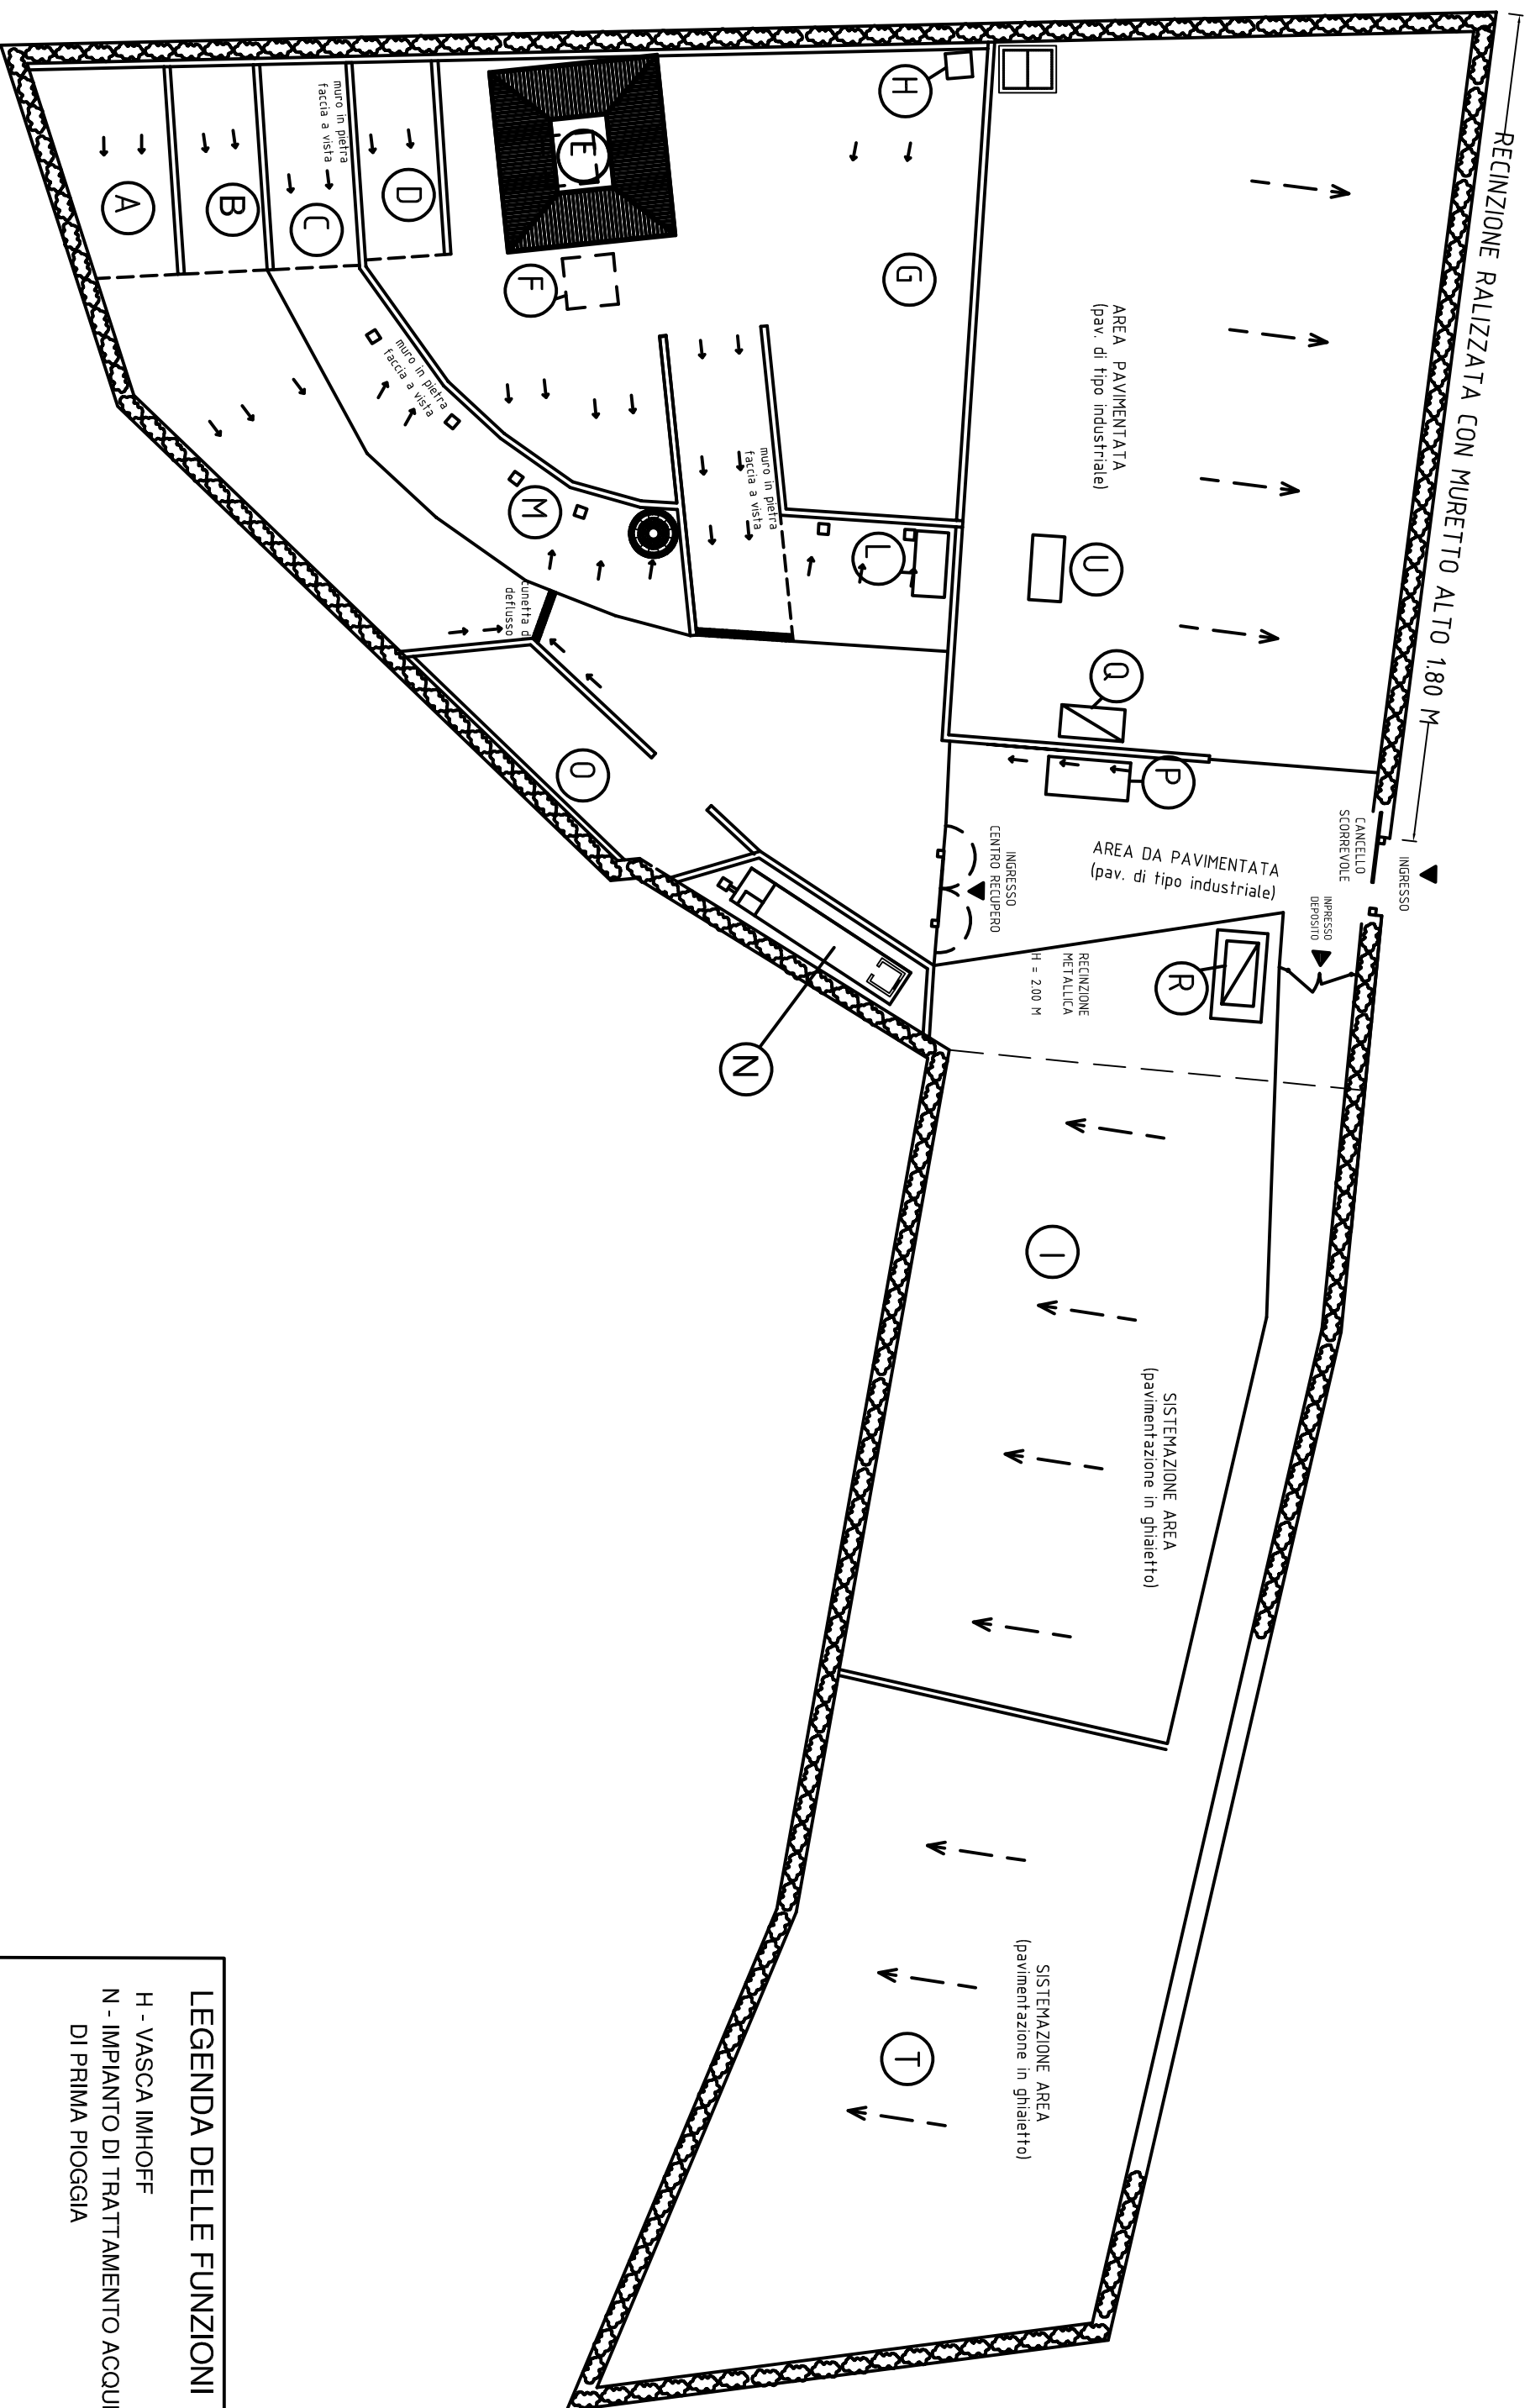 RECINZIONE RALIZZATA CON MURETTO ALTO 1.80 M
INGRESSO
CANCELLO
SCORREVOLE
INPRESSO
DEPOSITO
AREA PAVIMENTATA
(pav. di tipo industriale)
U
Q
P
AREA DA PAVIMENTATA
(pav. di tipo industriale)
R
RECINZIONE
METALLICA
H = 2.00 M
INGRESSO
CENTRO RECUPERO
H
G
L
muro in pietra
faccia a vista
E
F
D
muro in pietra
faccia a vista
C
B
A
muro in pietra
faccia a vista
M
cunetta d
deflusso
O
N
I
SISTEMAZIONE AREA
(pavimentazione in ghiaietto)
SISTEMAZIONE AREA
(pavimentazione in ghiaietto)
T
LEGENDA DELLE FUNZIONI
H - VASCA IMHOFF
N - IMPIANTO DI TRATTAMENTO
DI PRIMA PIOGGIA